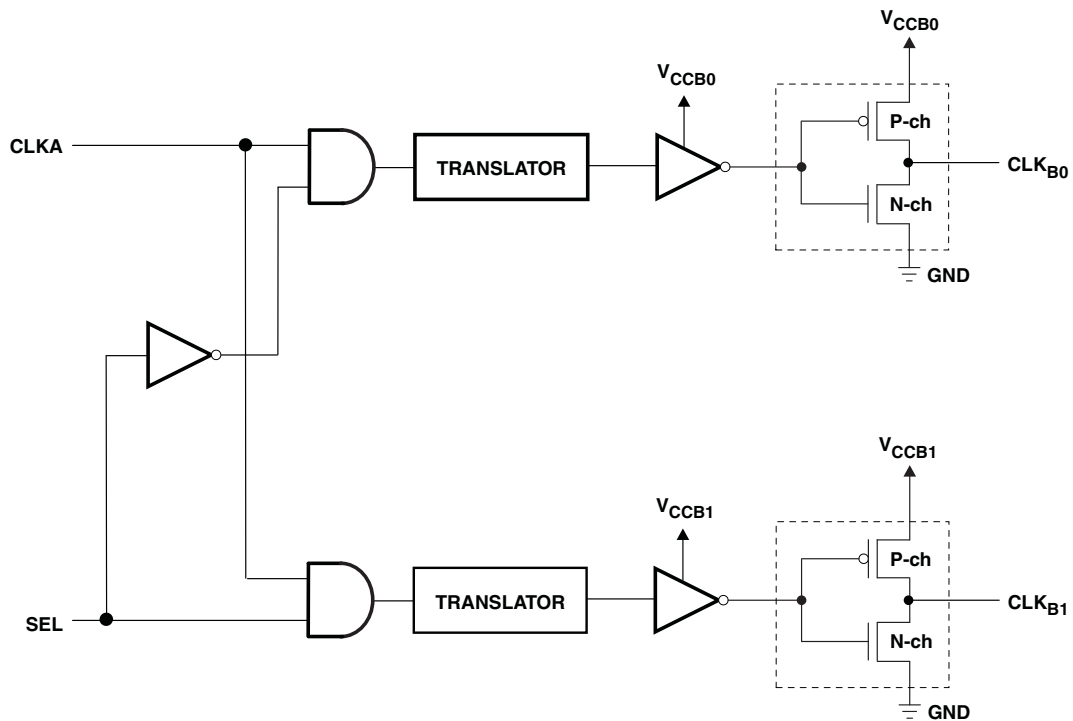 V_CCB0
V_CCB0
P-ch
CLKA
TRANSLATOR
CLK_B0
N-ch
GND
V_CCB1
V_CCB1
P-ch
TRANSLATOR
CLK_B1
SEL
N-ch
GND